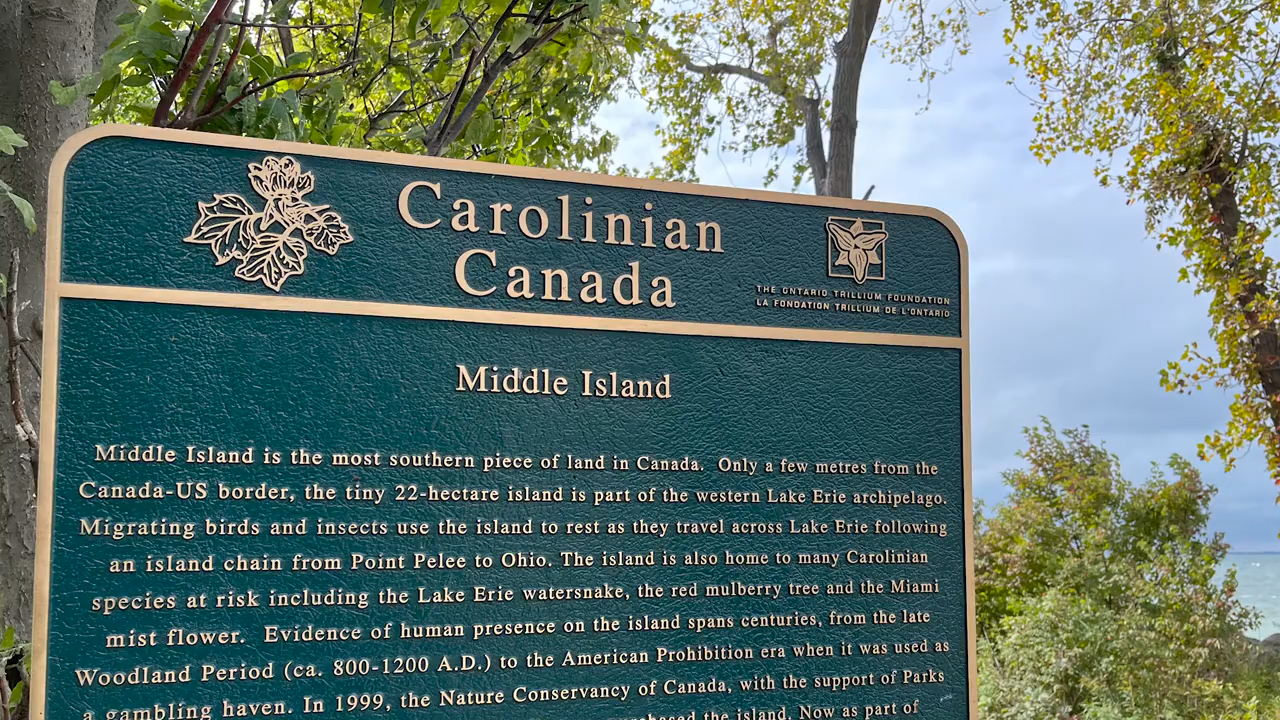 Carolinian
Canada
THE ONTARIO TRILLIUM FOUNDATION
LA FONDATION TRILLIUM DE L'ONTARIO
Middle Island
Middle Island is the most southern piece of land in Canada. Only a few metres from the
Canada-US border, the tiny 22-hectare island is part of the western Lake Erie archipelago.
Migrating birds and insects use the island to rest as they travel across Lake Erie following
an island chain from Point Pelee to Ohio. The island is also home to many Carolinian
species at risk including the Lake Erie watersnake, the red mulberry tree and the Miami
mist flower. Evidence of human presence on the island spans centuries, from the late
Woodland Period (ca. 800-1200 A.D.) to the American Prohibition era when it was used as
a gambling haven. In 1999, the Nature Conservancy of Canada, with the support of Parks
the island. Now as part of